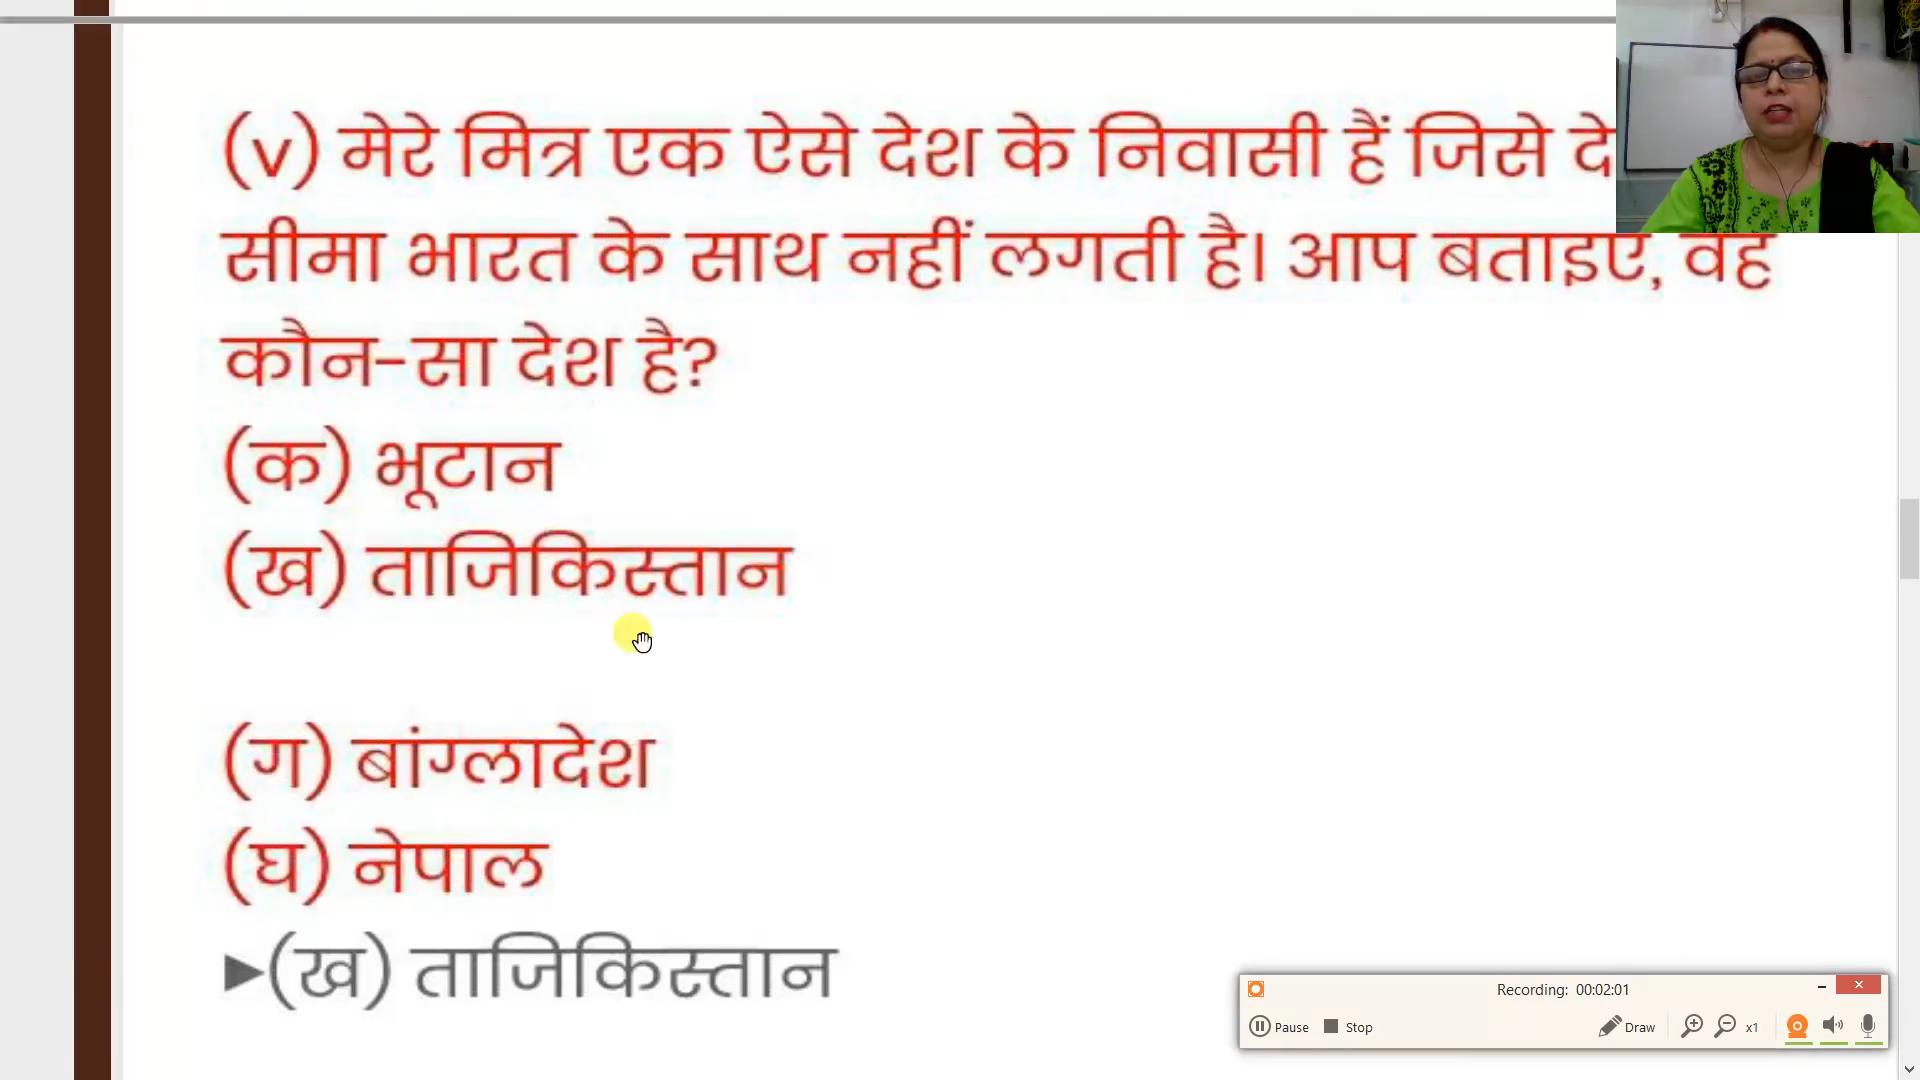 (v) मेरे मित्र एक ऐसे देश के निवासी हैं जिसे
सीमा भारत के साथ नहीं लगती है। आप बताइए, वह
कौन-सा देश है?
(क) भूटान
(ख) ताजिकिस्तान
(ग) बांग्लादेश
(घ) नेपाल
►(ख) ताजिकिस्तान
Recording: 00:02:01
Pause Stop Draw x1